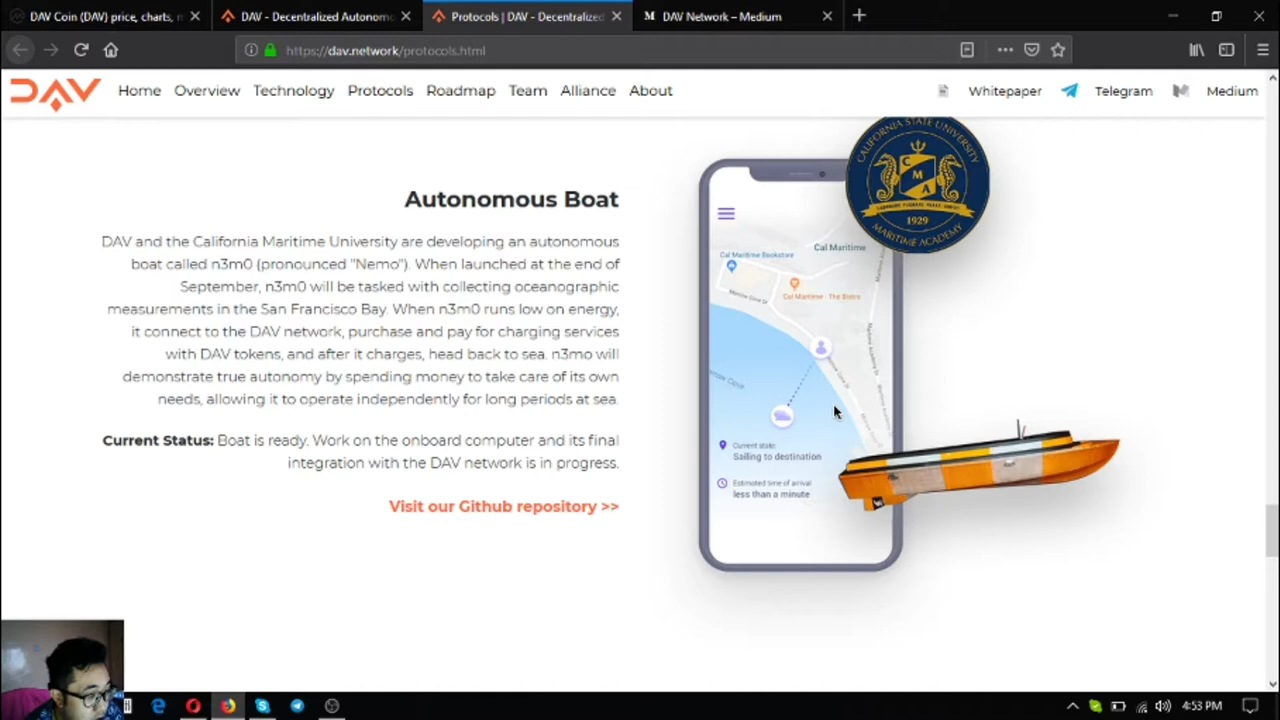 DAV Coin (DAV) price, charts, m
DAV - Decentralized Autonomo
Protocols | DAV - Decentralized
M DAV Network – Medium
https://dav.network/protocols.html
DAV Home Overview Technology Protocols Roadmap Team Alliance About Whitepaper Telegram Medium
CALIFORNIA STATE UNIVERSITY
C
M
A
1929
MARITIME ACADEMY
Autonomous Boat
DAV and the California Maritime University are developing an autonomous
boat called n3m0 (pronounced "Nemo"). When launched at the end of
September, n3m0 will be tasked with collecting oceanographic
measurements in the San Francisco Bay. When n3m0 runs low on energy,
it connect to the DAV network, purchase and pay for charging services
with DAV tokens, and after it charges, head back to sea. n3mo will
demonstrate true autonomy by spending money to take care of its own
needs, allowing it to operate independently for long periods at sea.
Current Status: Boat is ready. Work on the onboard computer and its final
integration with the DAV network is in progress.
Visit our Github repository >>
Cal Maritime
Cal Maritime Bookstore
Cal Maritime - The Bistro
Morrow Cove Dr
Maritime Academy Dr
Cove
Current state:
Sailing to destination
Estimated time of arrival
less than a minute
4:53 PM